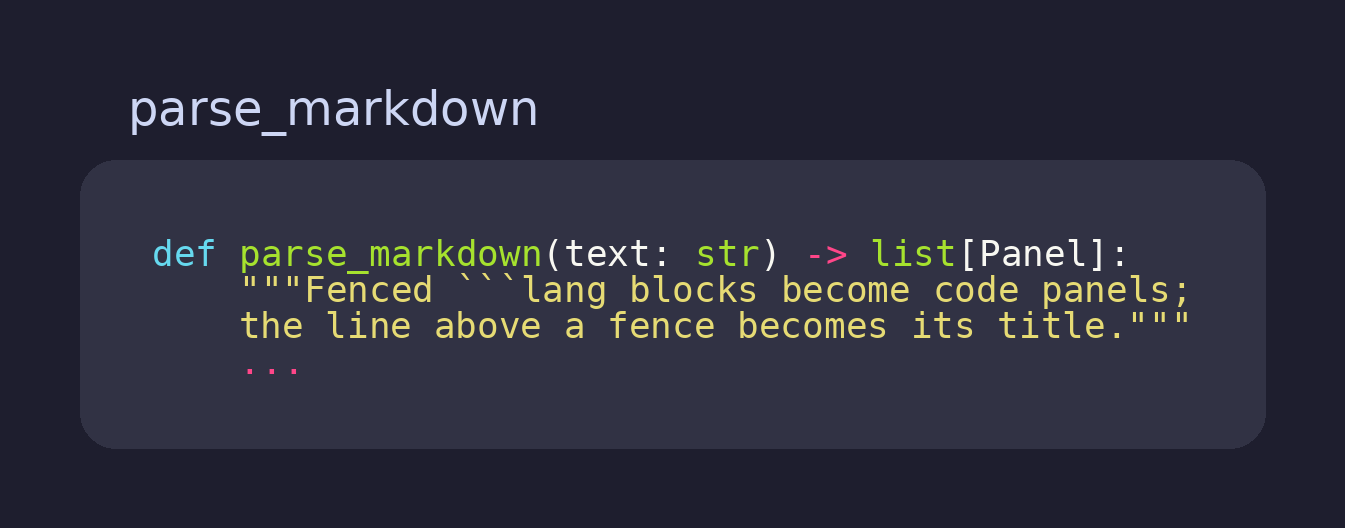 parse_markdown
def parse_markdown(text: str) -> list[Panel]:
    """Fenced ```lang blocks become code panels;
    the line above a fence becomes its title."""
    ...